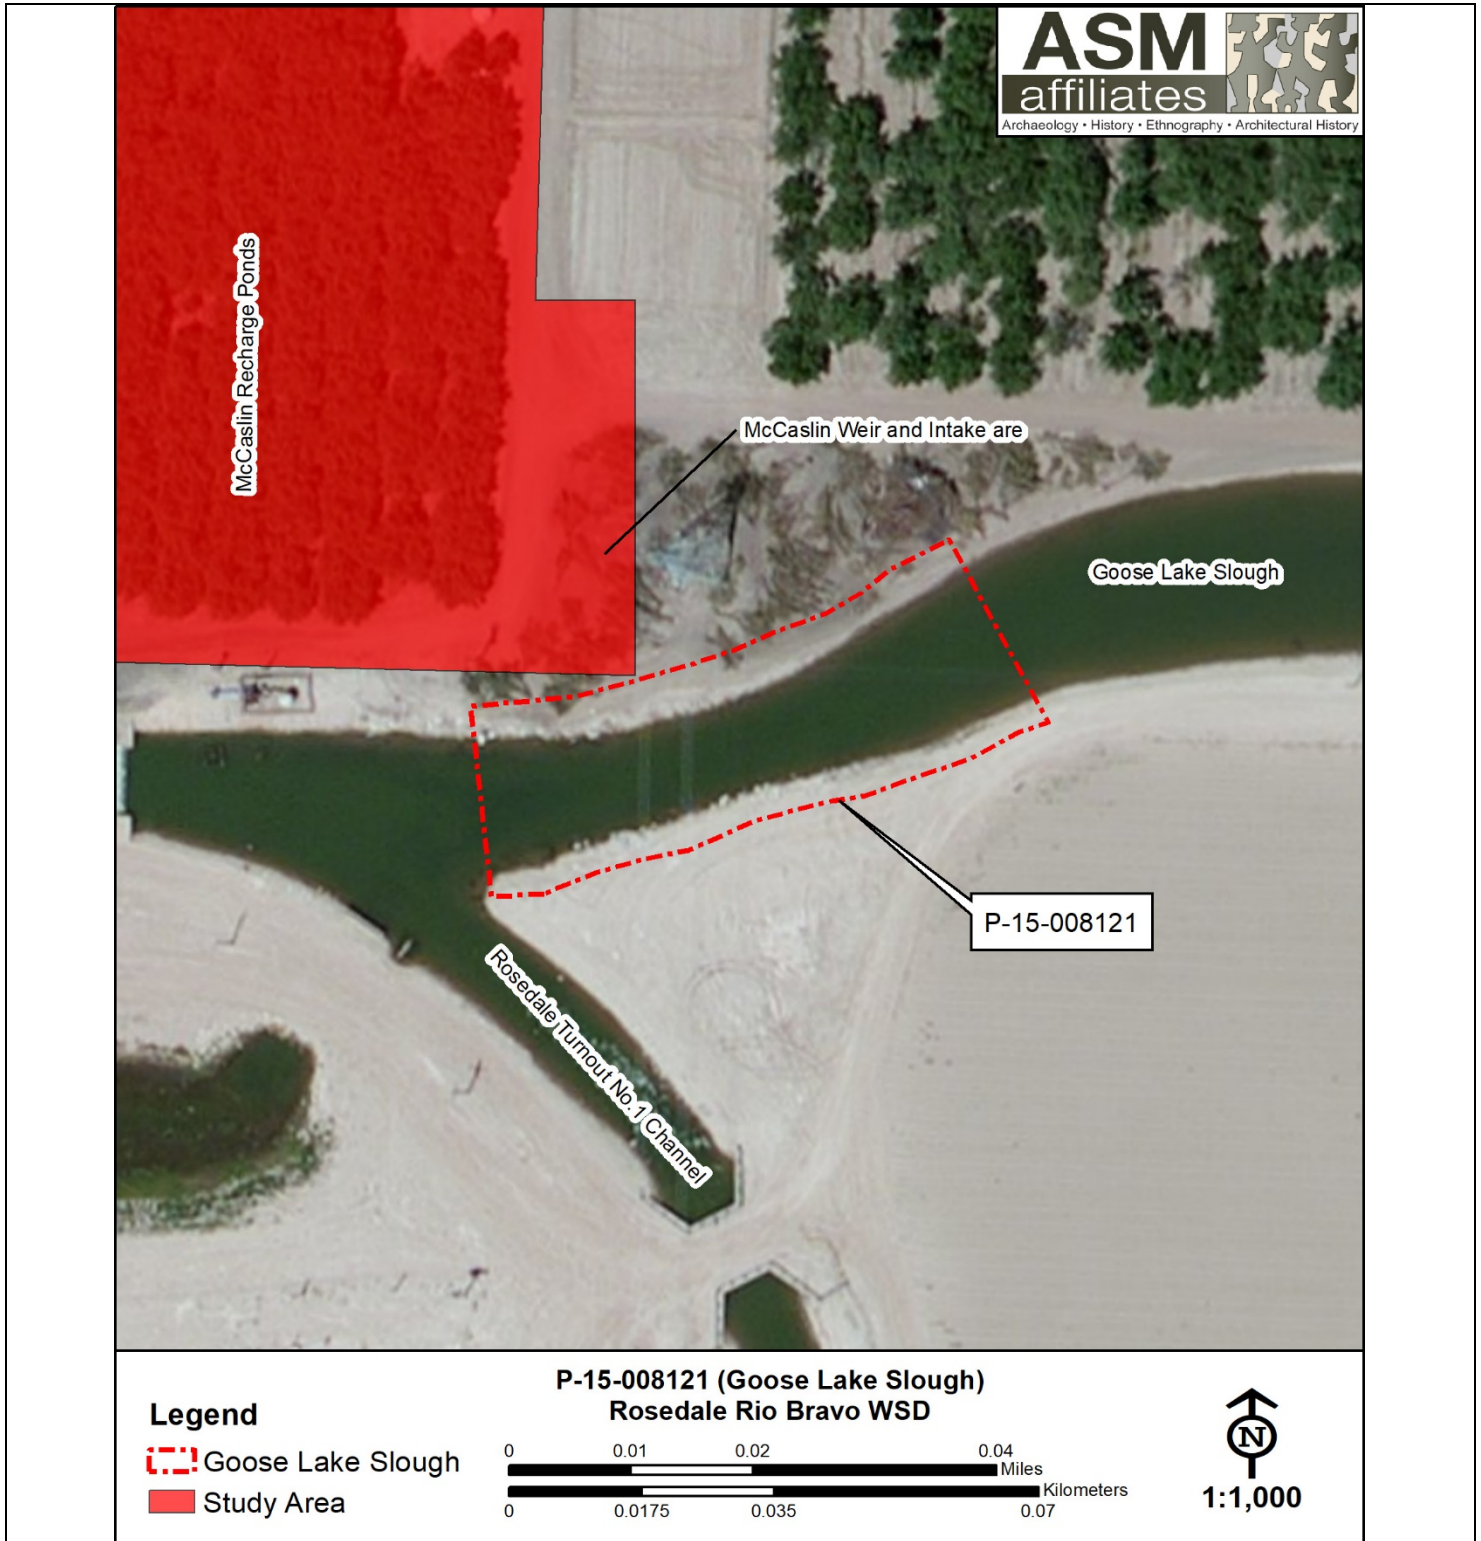 ASM
affiliates
Archaeology • History • Ethnography • Architectural History
McCaslin Recharge Ponds
McCaslin Weir and Intake are
Goose Lake Slough
P-15-008121
Rosedale Turnout No.1 Channel
P-15-008121 (Goose Lake Slough)
Rosedale Rio Bravo WSD
Legend
Goose Lake Slough
Study Area
0 0.01 0.02 0.04
Miles
Kilometers
0 0.0175 0.035 0.07
N
1:1,000